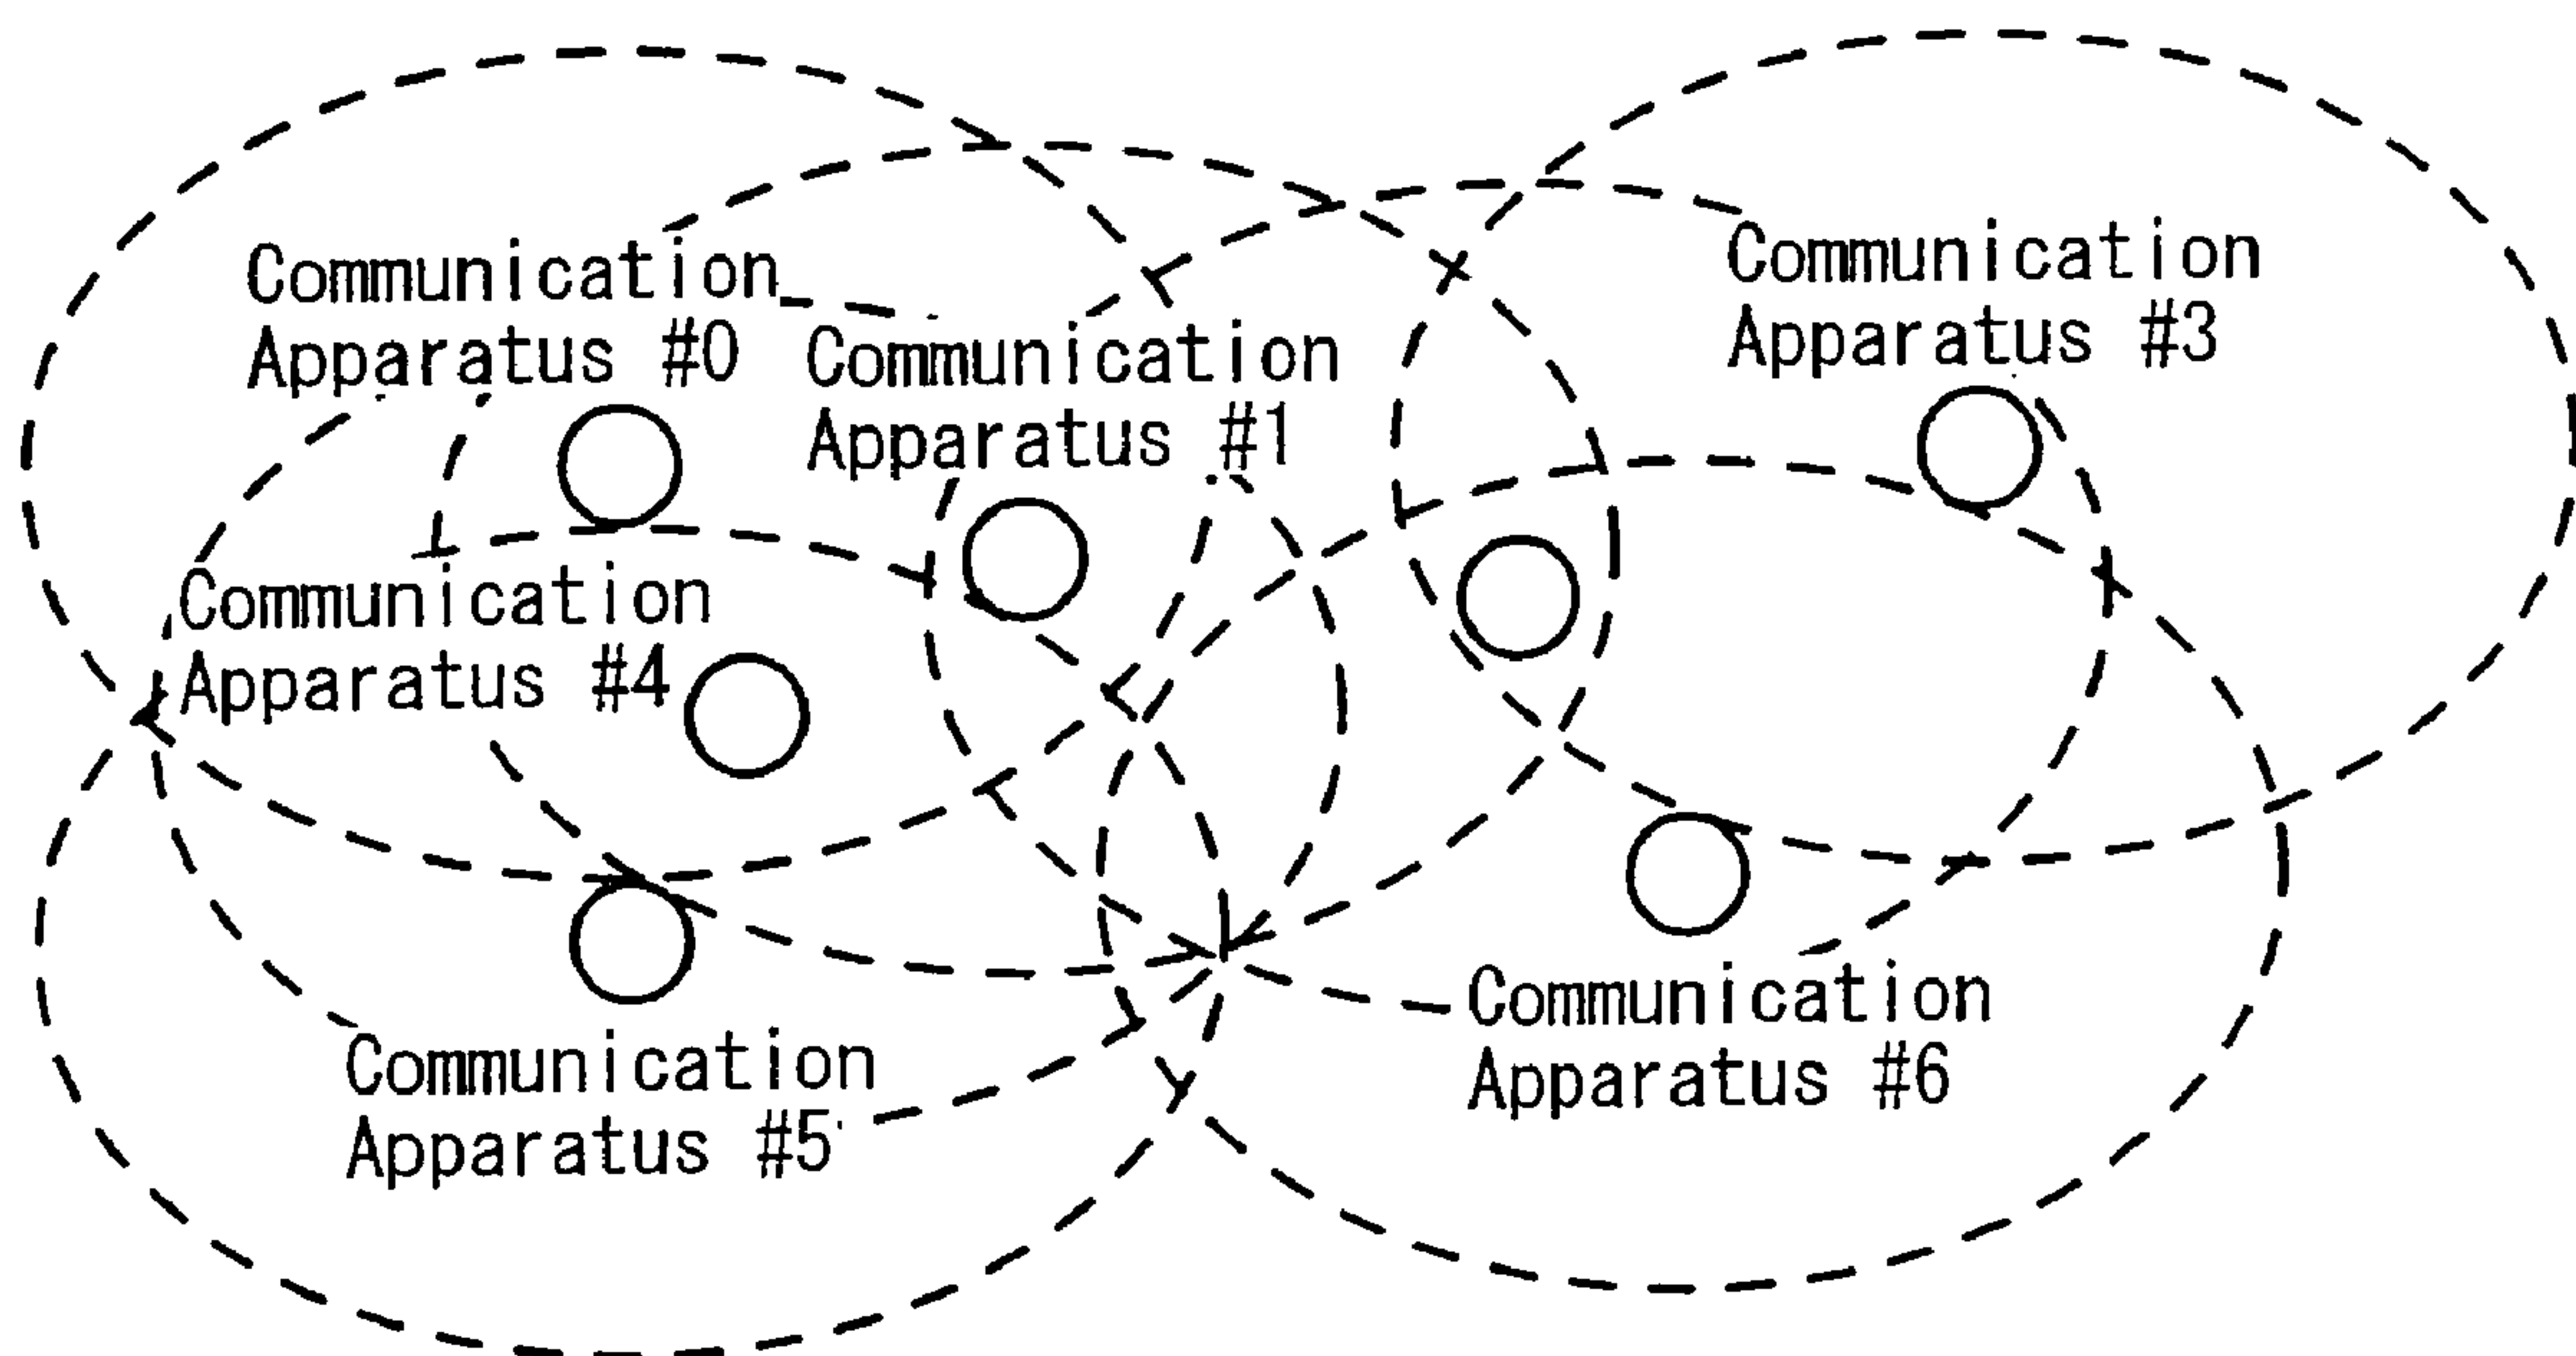 Communication
Apparatus #0
Communication
Apparatus #1
Communication
Apparatus #3
Communication
Apparatus #4
Communication
Apparatus #5
Communication
Apparatus #6